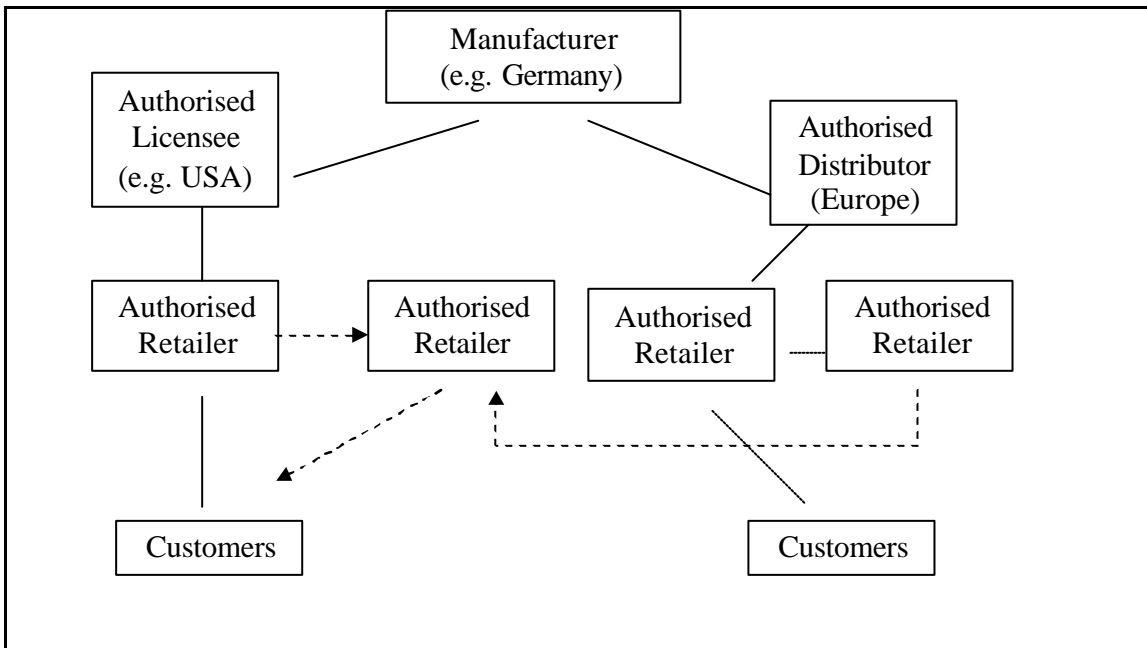 Manufacturer
(e.g. Germany)
Authorised
Licensee
(e.g. USA)
Authorised
Distributor
(Europe)
Authorised
Retailer
Authorised
Retailer
Authorised
Retailer
Authorised
Retailer
Customers
Customers